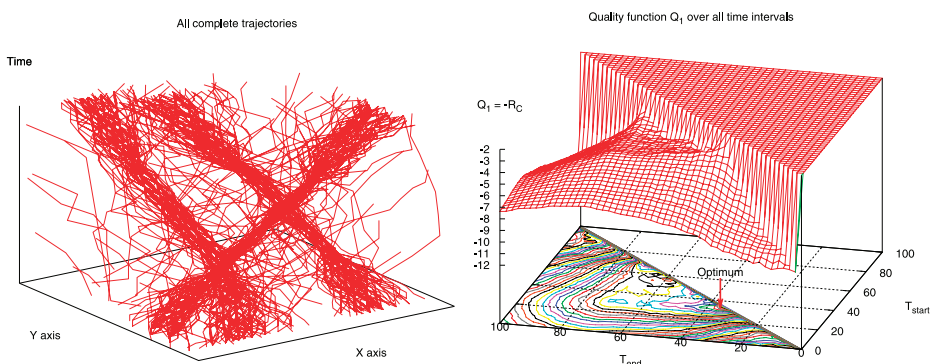 All complete trajectories
Time
Y axis
X axis
Quality function Q1 over all time intervals
Q1 = -RC
-2
-3
-4
-5
-6
-7
-8
-9
-10
-11
-12
Optimum
100
80
60
40
20
0
Tend
0
20
40
60
80
100
Tstart